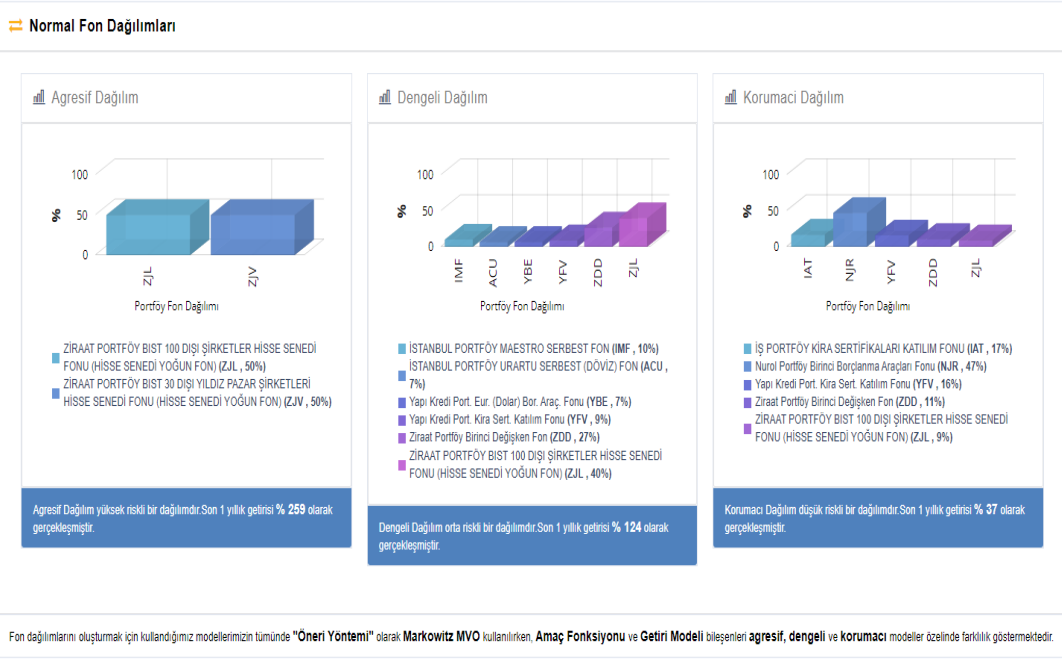 Normal Fon Dağılımları
Agresif Dağılım
100
50
0
%
ZJL
ZJV
Portföy Fon Dağılımı
ZİRAAT PORTFÖY BIST 100 DIŞI ŞİRKETLER HİSSE SENEDİ
FONU (HİSSE SENEDİ YOĞUN FON) (ZJL , 50%)
ZİRAAT PORTFÖY BIST 30 DIŞI YILDIZ PAZAR ŞİRKETLERİ
HİSSE SENEDİ FONU (HİSSE SENEDİ YOĞUN FON) (ZJV , 50%)
Agresif Dağılım yüksek riskli bir dağılımdır.Son 1 yıllık getirisi % 259 olarak
gerçekleşmiştir.
Dengeli Dağılım
100
50
0
%
IMF
ACU
YBE
YFV
ZDD
ZJL
Portföy Fon Dağılımı
İSTANBUL PORTFÖY MAESTRO SERBEST FON (IMF , 10%)
İSTANBUL PORTFÖY URARTU SERBEST (DÖVİZ) FON (ACU ,
7%)
Yapı Kredi Port. Eur. (Dolar) Bor. Araç. Fonu (YBE , 7%)
Yapı Kredi Port. Kira Sert. Katılım Fonu (YFV , 9%)
Ziraat Portföy Birinci Değişken Fon (ZDD , 27%)
ZİRAAT PORTFÖY BIST 100 DIŞI ŞİRKETLER HİSSE SENEDİ
FONU (HİSSE SENEDİ YOĞUN FON) (ZJL , 40%)
Dengeli Dağılım orta riskli bir dağılımdır.Son 1 yıllık getirisi % 124 olarak
gerçekleşmiştir.
Korumaci Dağılım
100
50
0
%
IAT
NJR
YFV
ZDD
ZJL
Portföy Fon Dağılımı
İŞ PORTFÖY KİRA SERTİFİKALARI KATILIM FONU (IAT , 17%)
Nurol Portföy Birinci Borçlanma Araçları Fonu (NJR , 47%)
Yapı Kredi Port. Kira Sert. Katılım Fonu (YFV , 16%)
Ziraat Portföy Birinci Değişken Fon (ZDD , 11%)
ZİRAAT PORTFÖY BIST 100 DIŞI ŞİRKETLER HİSSE SENEDİ
FONU (HİSSE SENEDİ YOĞUN FON) (ZJL , 9%)
Korumacı Dağılım düşük riskli bir dağılımdır.Son 1 yıllık getirisi % 37 olarak
gerçekleşmiştir.
Fon dağılımlarını oluşturmak için kullandığımız modellerimizin tümünde "Öneri Yöntemi" olarak Markowitz MVO kullanılırken, Amaç Fonksiyonu ve Getiri Modeli bileşenleri agresif, dengeli ve korumacı modeller özelinde farklılık göstermektedir.